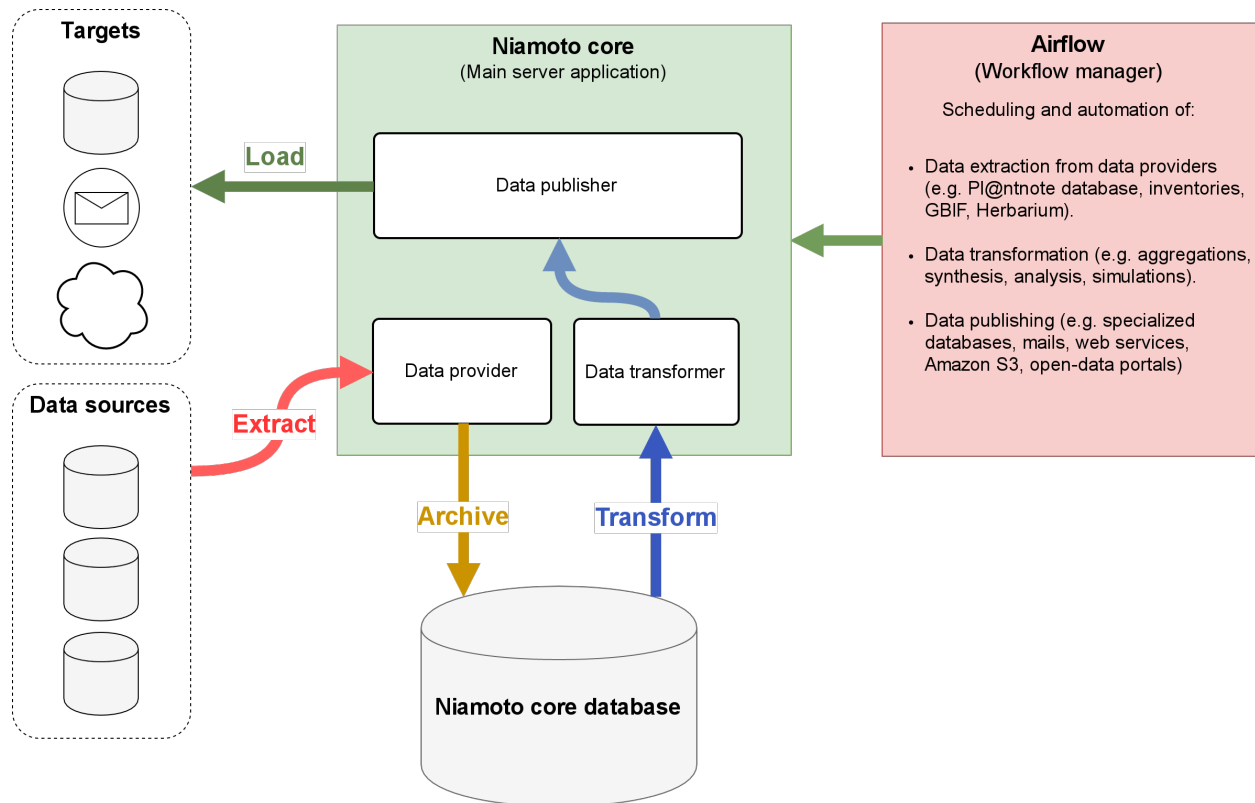 Targets
Load
Data sources
Extract
Niamoto core
(Main server application)
Data publisher
Data provider
Data transformer
Archive
Transform
Niamoto core database
Airflow
(Workflow manager)
Scheduling and automation of:
• Data extraction from data providers
(e.g. Pl@ntnote database, inventories,
GBIF, Herbarium).
• Data transformation (e.g. aggregations,
synthesis, analysis, simulations).
• Data publishing (e.g. specialized
databases, mails, web services,
Amazon S3, open-data portals)